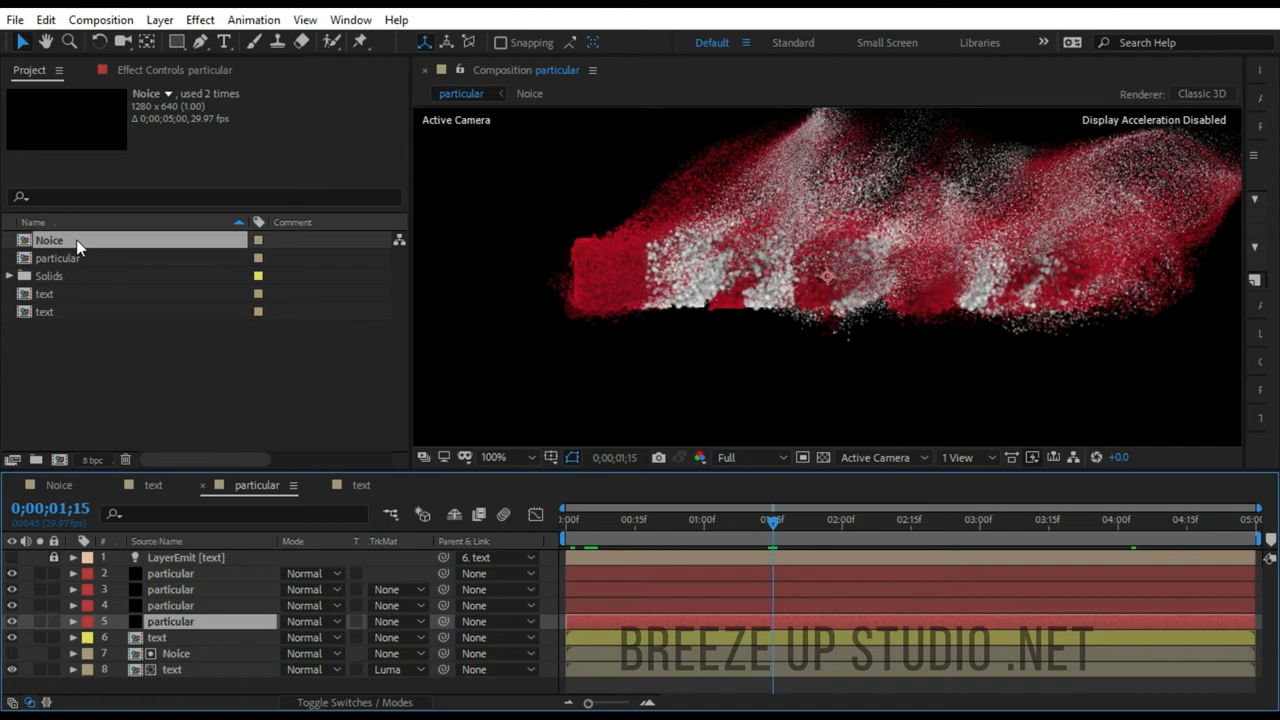 File Edit Composition Layer Effect Animation View Window Help
Snapping Default Standard Small Screen Libraries Search Help
Project Effect Controls particular Composition particular
Noice , used 2 times
1280 x 640 (1.00)
Δ 0;00;05;00, 29.97 fps
particular Noice Renderer: Classic 3D
Active Camera Display Acceleration Disabled
Name Comment
Noice
particular
Solids
text
text
8 bpc 100% 0;00;01;15 Full Active Camera 1 View +0.0
Noice text particular text
0;00;01;15
00045 (29.97 fps)
:00f 00:15f 01:00f 01:15f 02:00f 02:15f 03:00f 03:15f 04:00f 04:15f 05:00
# Source Name Mode T TrkMat Parent & Link
1 LayerEmit [text] 6. text
2 particular Normal None
3 particular Normal None None
4 particular Normal None None
5 particular Normal None None
6 text Normal None None
7 Noice Normal None None
8 text Normal Luma None
BREEZE UP STUDIO .NET
Toggle Switches / Modes